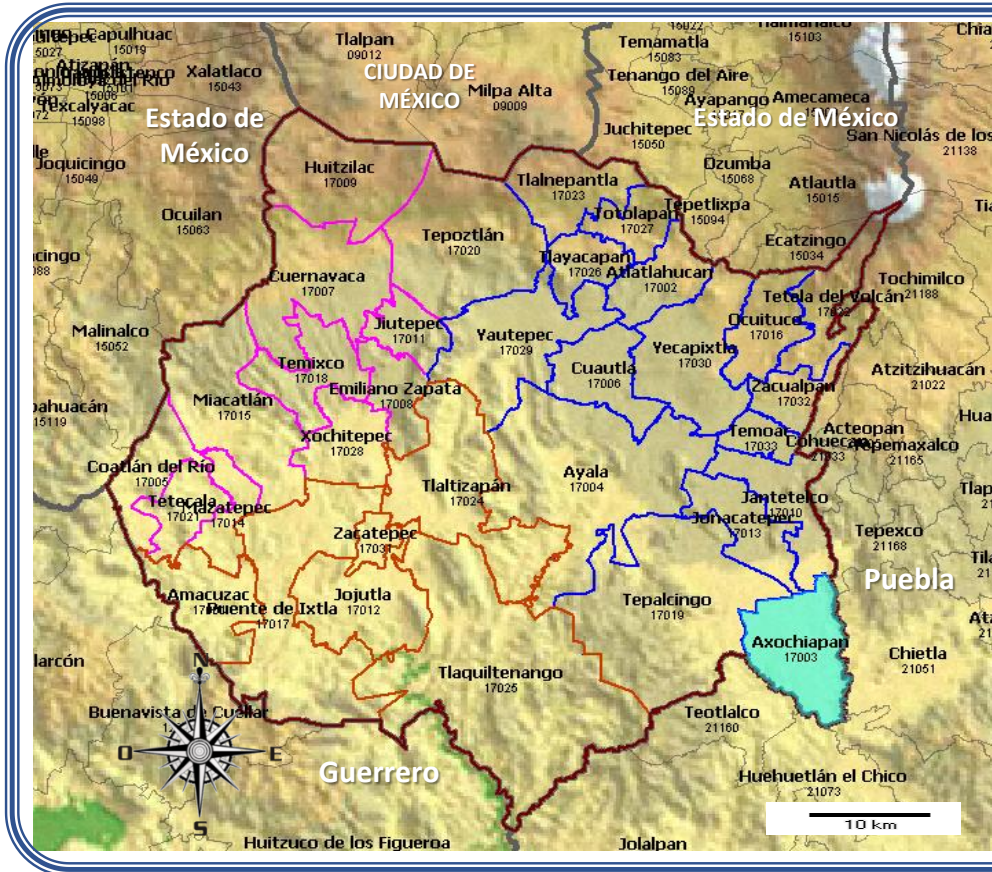 Capulhuac
15019
15027
Tlalpan
09012
15022
15103
Temamatla
15083
Xalatlaco
15043
CIUDAD DE
MÉXICO
Milpa Alta
09009
Tenango del Aire
15089
Texcalyacac
15098
Ayapango
Amecameca
Estado de
México
Estado de México
Juchitepec
15050
San Nicolás de los
21138
Joquicingo
15049
Huitzilac
17009
Tlalnepantla
17023
Ozumba
15068
Atlautla
15015
Ocuilan
15063
Totolapan
17027
Tepetlixpa
15094
Tepoztlán
17020
Ecatzingo
15034
Tlayacapan
17026
Atlatlahucan
17002
Cuernavaca
17007
Tochimilco
21188
Tetela del Volcán
17022
Malinalco
15052
Jiutepec
17011
Yautepec
17029
Ocuituco
17016
Yecapixtla
17030
Temixco
17018
Cuautla
17006
Atzitzihuacán
21022
Emiliano Zapata
17008
Zacualpan
17032
Miacatlán
17015
15119
Xochitepec
17028
Temoac
17033
Acteopan
Cohuecan
Tepemaxalco
21165
Coatlán del Río
17005
Ayala
17004
Tlaltizapán
17024
Tetecala
17021
Mazatepec
17014
Jantetelco
17010
Jonacatepec
17013
Zacatepec
17031
Tepexco
21168
Puebla
Amacuzac
Puente de Ixtla
17017
Jojutla
17012
Tepalcingo
17019
Axochiapan
17003
Chietla
21051
Tlaquiltenango
17025
N
Buenavista de Cuéllar
Teotlalco
21160
O
E
Guerrero
Huehuetlán el Chico
21073
S
10 km
Huitzuco de los Figueroa
Jolalpan